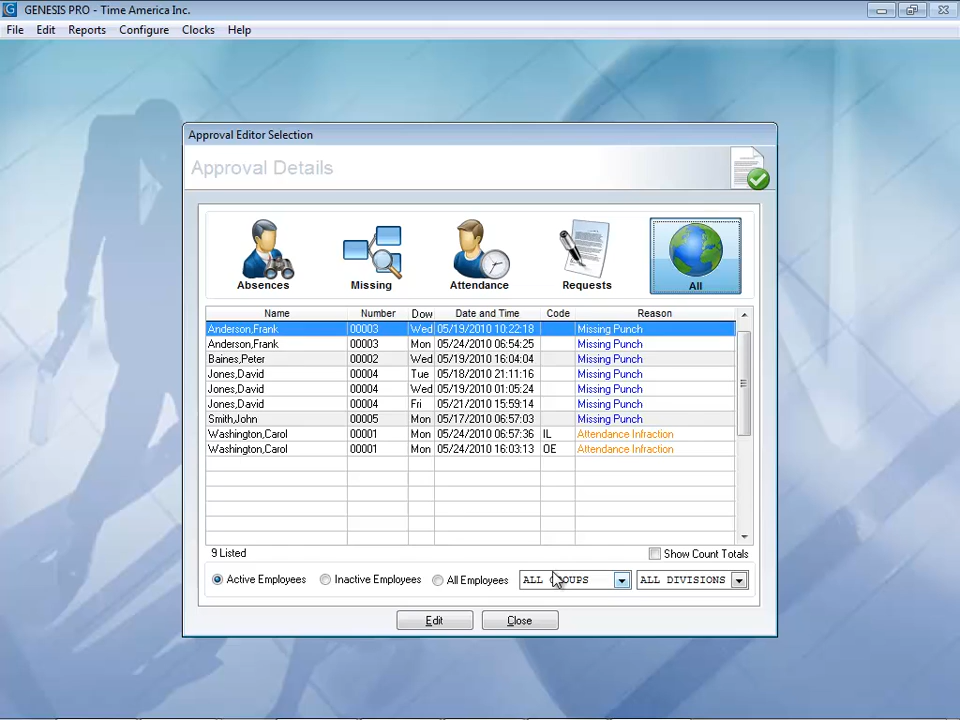 GENESIS PRO - Time America Inc.
File Edit Reports Configure Clocks Help
Approval Editor Selection
Approval Details
Absences Missing Attendance Requests All
Name Number Dow Date and Time Code Reason
Anderson,Frank 00003 Wed 05/19/2010 10:22:18 Missing Punch
Anderson,Frank 00003 Mon 05/24/2010 06:54:25 Missing Punch
Baines,Peter 00002 Wed 05/19/2010 16:04:04 Missing Punch
Jones,David 00004 Tue 05/18/2010 21:11:16 Missing Punch
Jones,David 00004 Wed 05/19/2010 01:05:24 Missing Punch
Jones,David 00004 Fri 05/21/2010 15:59:14 Missing Punch
Smith,John 00005 Mon 05/17/2010 06:57:03 Missing Punch
Washington,Carol 00001 Mon 05/24/2010 06:57:36 IL Attendance Infraction
Washington,Carol 00001 Mon 05/24/2010 16:03:13 OE Attendance Infraction
9 Listed Show Count Totals
Active Employees Inactive Employees All Employees ALL GROUPS ALL DIVISIONS
Edit Close